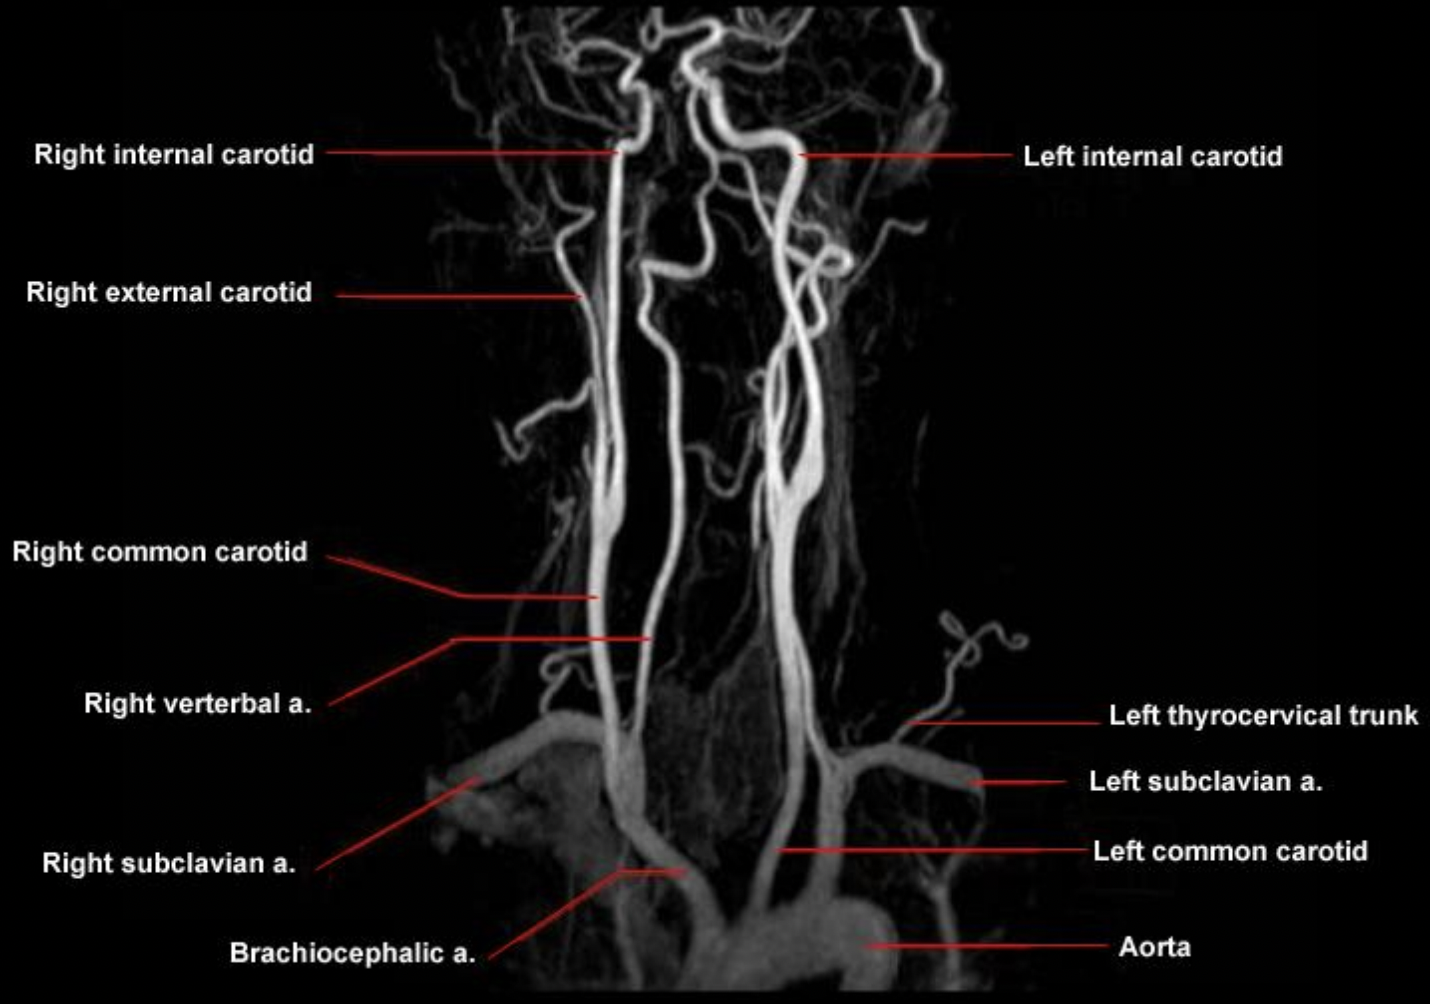 Right internal carotid
Left internal carotid
Right external carotid
Right common carotid
Right verterbal a.
Left thyrocervical trunk
Left subclavian a.
Left common carotid
Right subclavian a.
Brachiocephalic a.
Aorta